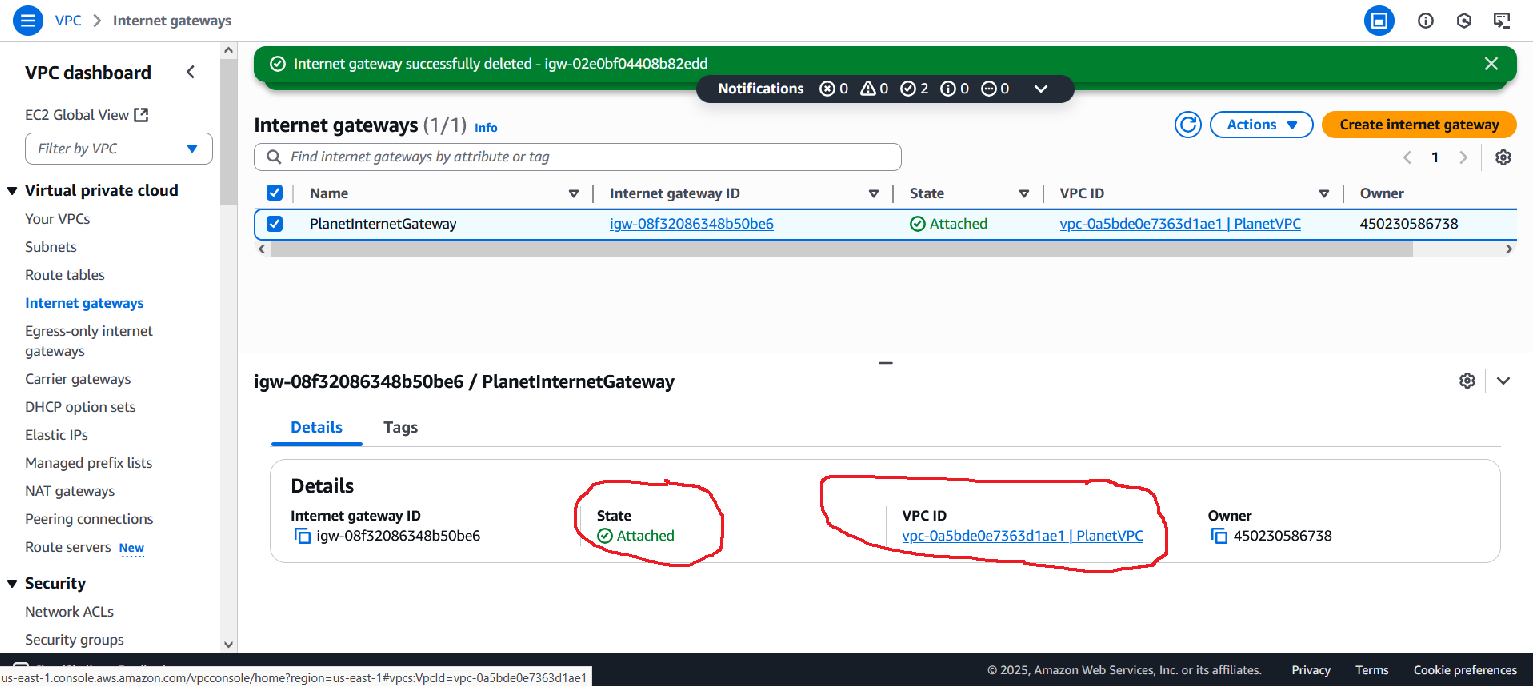 VPC > Internet gateways
Internet gateway successfully deleted - igw-02e0bf04408b82edd
Notifications 0 0 2 0 0
VPC dashboard
EC2 Global View
Filter by VPC
Virtual private cloud
Your VPCs
Subnets
Route tables
Internet gateways
Egress-only internet
gateways
Carrier gateways
DHCP option sets
Elastic IPs
Managed prefix lists
NAT gateways
Peering connections
Route servers New
Security
Network ACLs
Security groups
Internet gateways (1/1) Info
Actions
Create internet gateway
Find internet gateways by attribute or tag
1
Name Internet gateway ID State VPC ID Owner
PlanetInternetGateway igw-08f32086348b50be6 Attached vpc-0a5bde0e7363d1ae1 | PlanetVPC 450230586738
igw-08f32086348b50be6 / PlanetInternetGateway
Details Tags
Details
Internet gateway ID State VPC ID Owner
igw-08f32086348b50be6 Attached vpc-0a5bde0e7363d1ae1 | PlanetVPC 450230586738
© 2025, Amazon Web Services, Inc. or its affiliates. Privacy Terms Cookie preferences
us-east-1.console.aws.amazon.com/vpcconsole/home?region=us-east-1#vpcs:VpcId=vpc-0a5bde0e7363d1ae1